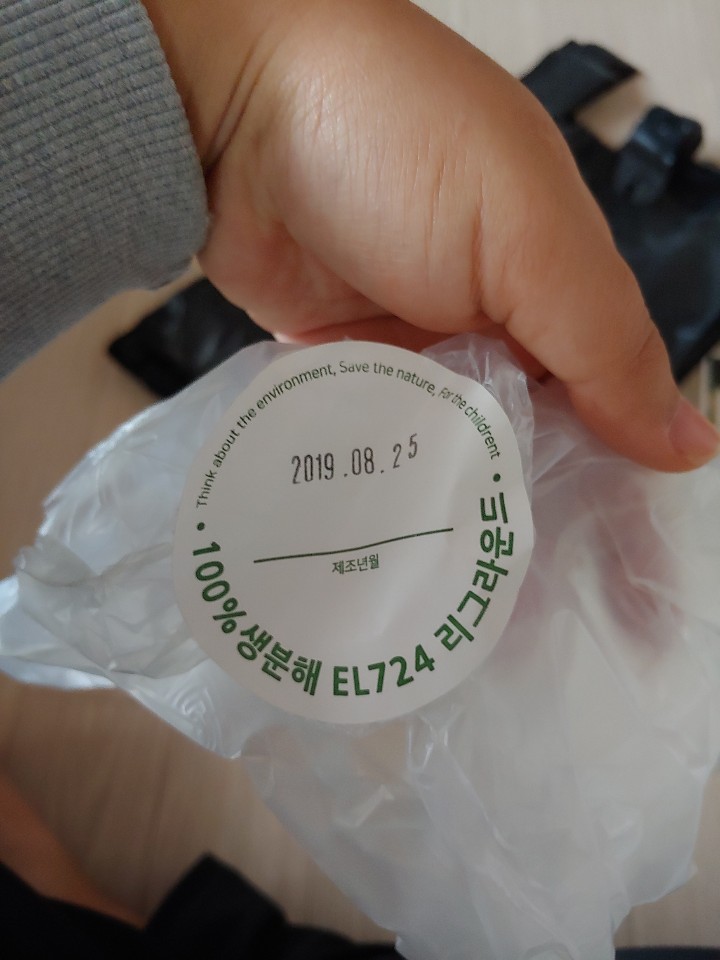 Think about the environment, Save the nature, For the childdrent
2019.08.25
제조년월
100%생분해 EL724 리그라운드